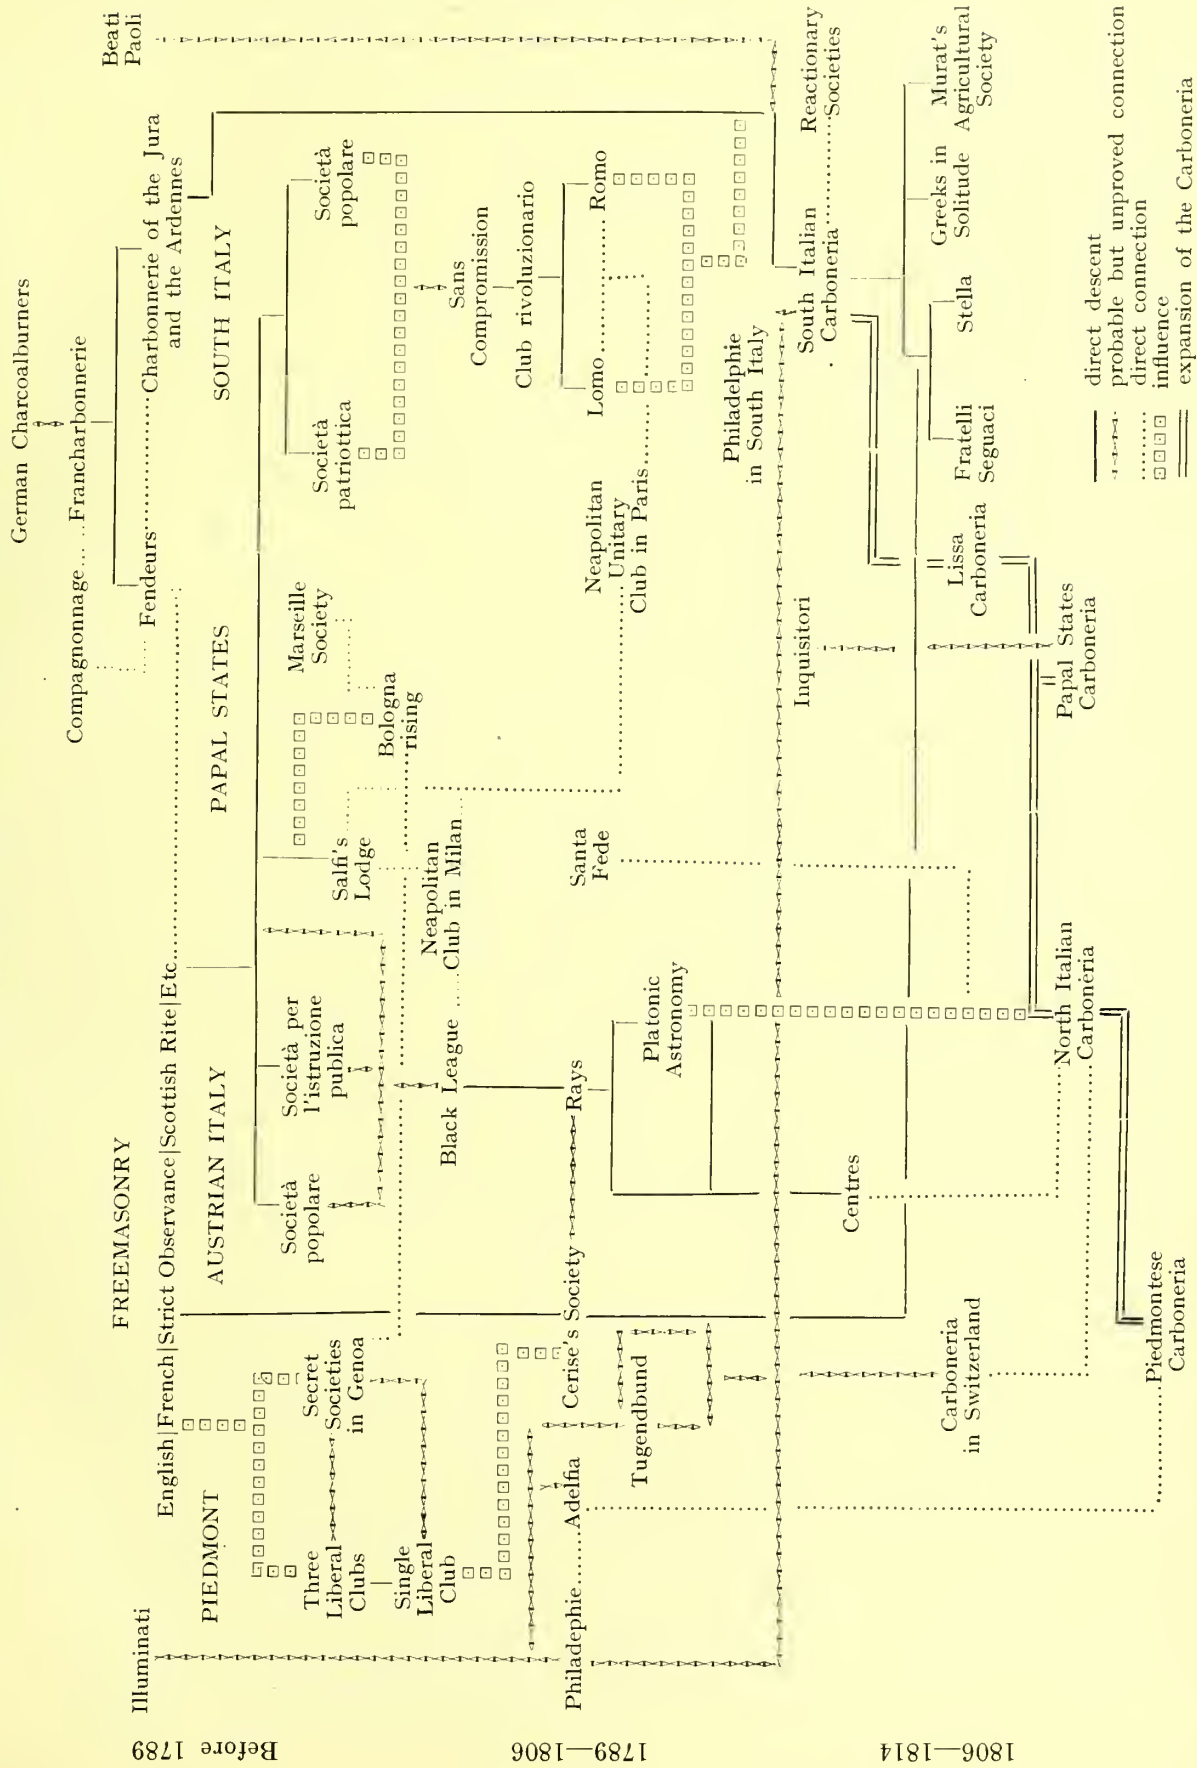 German Charcoalburners
Compagnonnage.... .. Francharbonnerie
Fendeurs............Charbonnerie of the Jura
and the Ardennes
Beati
Paoli
FREEMASONRY
Illuminati
English|French|Strict Observance|Scottish Rite|Etc
PIEDMONT
AUSTRIAN ITALY
PAPAL STATES
SOUTH ITALY
Before 1789
Three
Liberal
Clubs
Secret
Societies
in Genoa
Single
Liberal
Club
Società
popolare
Società per
l'istruzione
publica
Salfi's
Lodge
Marseille
Society
Bologna
rising
Società
patriottica
Società
popolare
Black League
Neapolitan
Club in Milan
Sans
Compromission
Club rivoluzionario
1789—1806
Philadephie.......Adelfia
Cerise's Society
Rays
Santa
Fede
Neapolitan
Unitary
Club in Paris
Lomo
Romo
Tugendbund
Platonic
Astronomy
Philadelphie
in South Italy
Inquisitori
South Italian
Carboneria
Reactionary
Societies
1806—1814
Centres
Carboneria
in Switzerland
Fratelli
Seguaci
Stella
Greeks in
Solitude
Murat's
Agricultural
Society
Lissa
Carboneria
North Italian
Carbonėria
Papal States
Carboneria
Piedmontese
Carboneria
direct descent
probable but unproved connection
direct connection
influence
expansion of the Carboneria